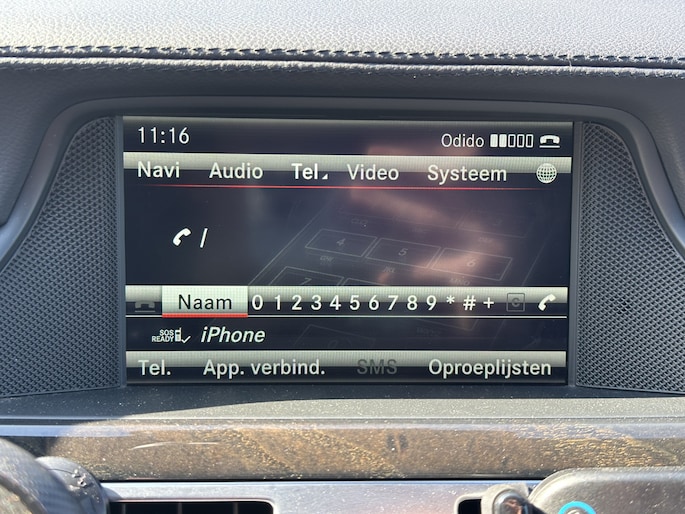 11:16 Odido
Navi Audio Tel Video Systeem
/
Naam 0 1 2 3 4 5 6 7 8 9 * # + C
SOS READY iPhone
Tel. App. verbind. SMS Oproeplijsten